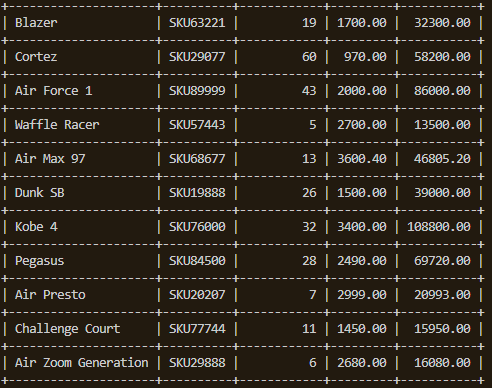 | Blazer | SKU63221 | 19 | 1700.00 | 32300.00 |
| Cortez | SKU29077 | 60 | 970.00 | 58200.00 |
| Air Force 1 | SKU89999 | 43 | 2000.00 | 86000.00 |
| Waffle Racer | SKU57443 | 5 | 2700.00 | 13500.00 |
| Air Max 97 | SKU68677 | 13 | 3600.40 | 46805.20 |
| Dunk SB | SKU19888 | 26 | 1500.00 | 39000.00 |
| Kobe 4 | SKU76000 | 32 | 3400.00 | 108800.00 |
| Pegasus | SKU84500 | 28 | 2490.00 | 69720.00 |
| Air Presto | SKU20207 | 7 | 2999.00 | 20993.00 |
| Challenge Court | SKU77744 | 11 | 1450.00 | 15950.00 |
| Air Zoom Generation | SKU29888 | 6 | 2680.00 | 16080.00 |